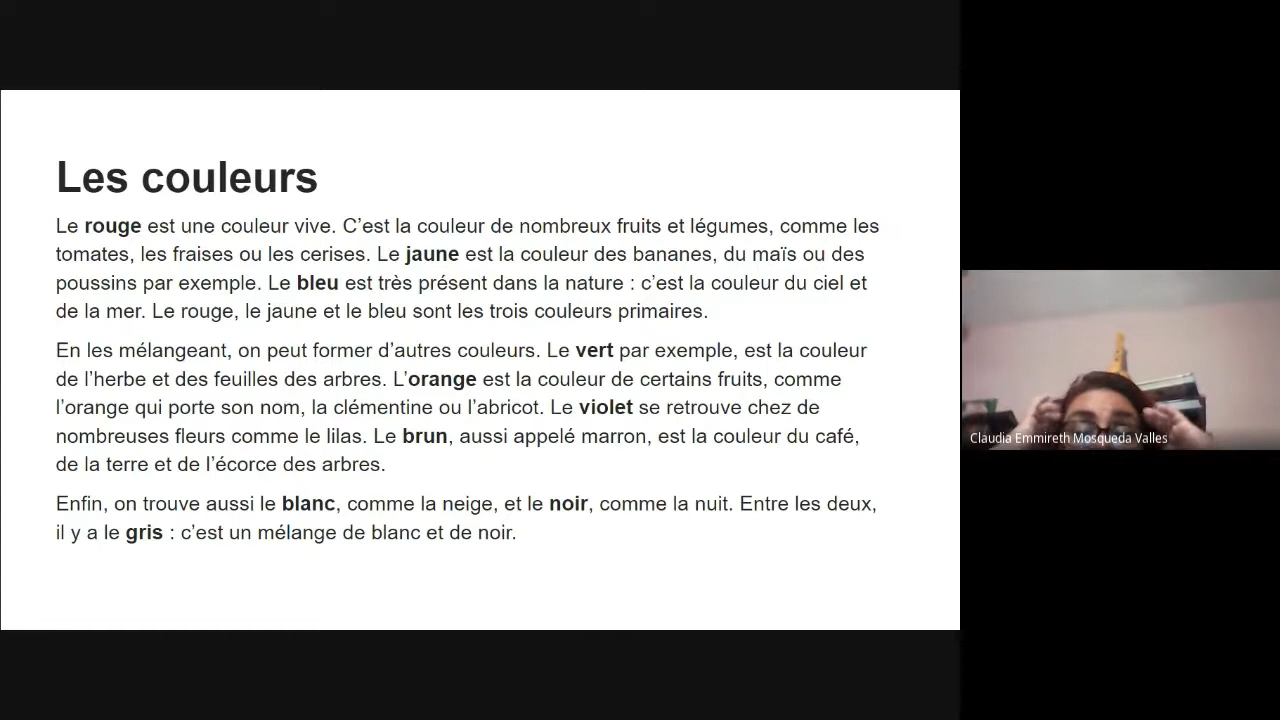 Les couleurs
Le rouge est une couleur vive. C’est la couleur de nombreux fruits et légumes, comme les
tomates, les fraises ou les cerises. Le jaune est la couleur des bananes, du maïs ou des
poussins par exemple. Le bleu est très présent dans la nature : c’est la couleur du ciel et
de la mer. Le rouge, le jaune et le bleu sont les trois couleurs primaires.
En les mélangeant, on peut former d’autres couleurs. Le vert par exemple, est la couleur
de l’herbe et des feuilles des arbres. L’orange est la couleur de certains fruits, comme
l’orange qui porte son nom, la clémentine ou l’abricot. Le violet se retrouve chez de
nombreuses fleurs comme le lilas. Le brun, aussi appelé marron, est la couleur du café,
de la terre et de l’écorce des arbres.
Enfin, on trouve aussi le blanc, comme la neige, et le noir, comme la nuit. Entre les deux,
il y a le gris : c’est un mélange de blanc et de noir.
Claudia Emmireth Mosqueda Valles